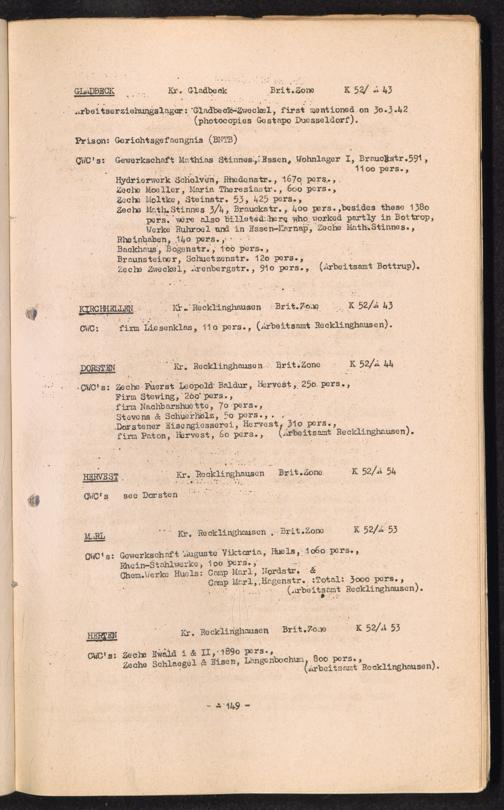 GLADBECK Kr. Gladbeck Brit.Zone K 52/A 43
Arbeitserziehungslager: Gladbeck-Zweckel, first mentioned on 30.3.42
(photocopies Gestapo Duesseldorf).
Prison: Gerichtsgefaengnis (BNTB)
CWC's: Gewerkschaft Mathias Stinnes, Essen, Wohnlager I, Brauckstr.591,
1100 pers.,
Hydrierwerk Scholven, Rhedenstr., 1670 pers.,
Zeche Moeller, Maria Theresiastr., 600 pers.,
Zeche Moltke, Steinstr. 53, 425 pers.,
Zeche Math.Stinnes 3/4, Brauckstr., 400 pers.,besides these 1380
pers. were also billeted here who worked partly in Bottrop,
Werke Ruhroel and in Essen-Karnap, Zeche Math.Stinnes.,
Rheinbaben, 140 pers.,
Backhaus, Bogenstr., 100 pers.,
Braunsteiner, Schuetzenstr. 120 pers.,
Zeche Zweckel, Arenbergstr., 910 pers., (Arbeitsamt Bottrup).
KIRCHHELLEN Kr. Recklinghausen Brit.Zone K 52/A 43
CWC: firm Liesenklas, 110 pers., (Arbeitsamt Recklinghausen).
DORSTEN Kr. Recklinghausen Brit.Zone K 52/A 44
CWC's: Zeche Fuerst Leopold Baldur, Hervest, 250 pers.,
Firm Stewing, 260 pers.,
firm Nachbarshuette, 70 pers.,
Stevens & Schuerholz, 50 pers.,
Dorstener Eisengiesserei, Hervest, 310 pers.,
firm Paton, Hervest, 60 pers., (Arbeitsamt Recklinghausen).
HERVEST Kr. Recklinghausen Brit.Zone K 52/A 54
CWC's see Dorsten
MARL Kr. Recklinghausen Brit.Zone K 52/A 53
CWC's: Gewerkschaft Auguste Viktoria, Huels, 1060 pers.,
Rhein-Stahlwerke, 100 pers.,
Chem.Werke Huels: Camp Marl, Nordstr. &
Camp Marl, Hagenstr. :Total: 3000 pers.,
(Arbeitsamt Recklinghausen).
HERTEN Kr. Recklinghausen Brit.Zone K 52/A 53
CWC's: Zeche Ewald 1 & II, 1890 pers.,
Zeche Schlaegel & Eisen, Langenbochum, 800 pers.,
(Arbeitsamt Recklinghausen).
- A 149 -